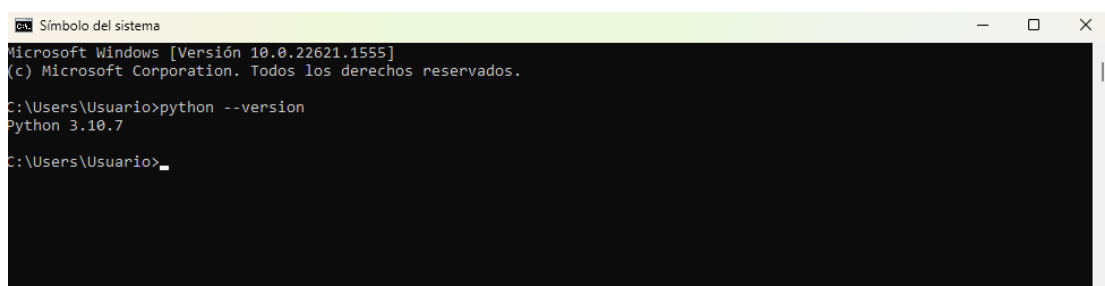 Símbolo del sistema
Microsoft Windows [Versión 10.0.22621.1555]
(c) Microsoft Corporation. Todos los derechos reservados.
C:\Users\Usuario>python --version
Python 3.10.7
C:\Users\Usuario>